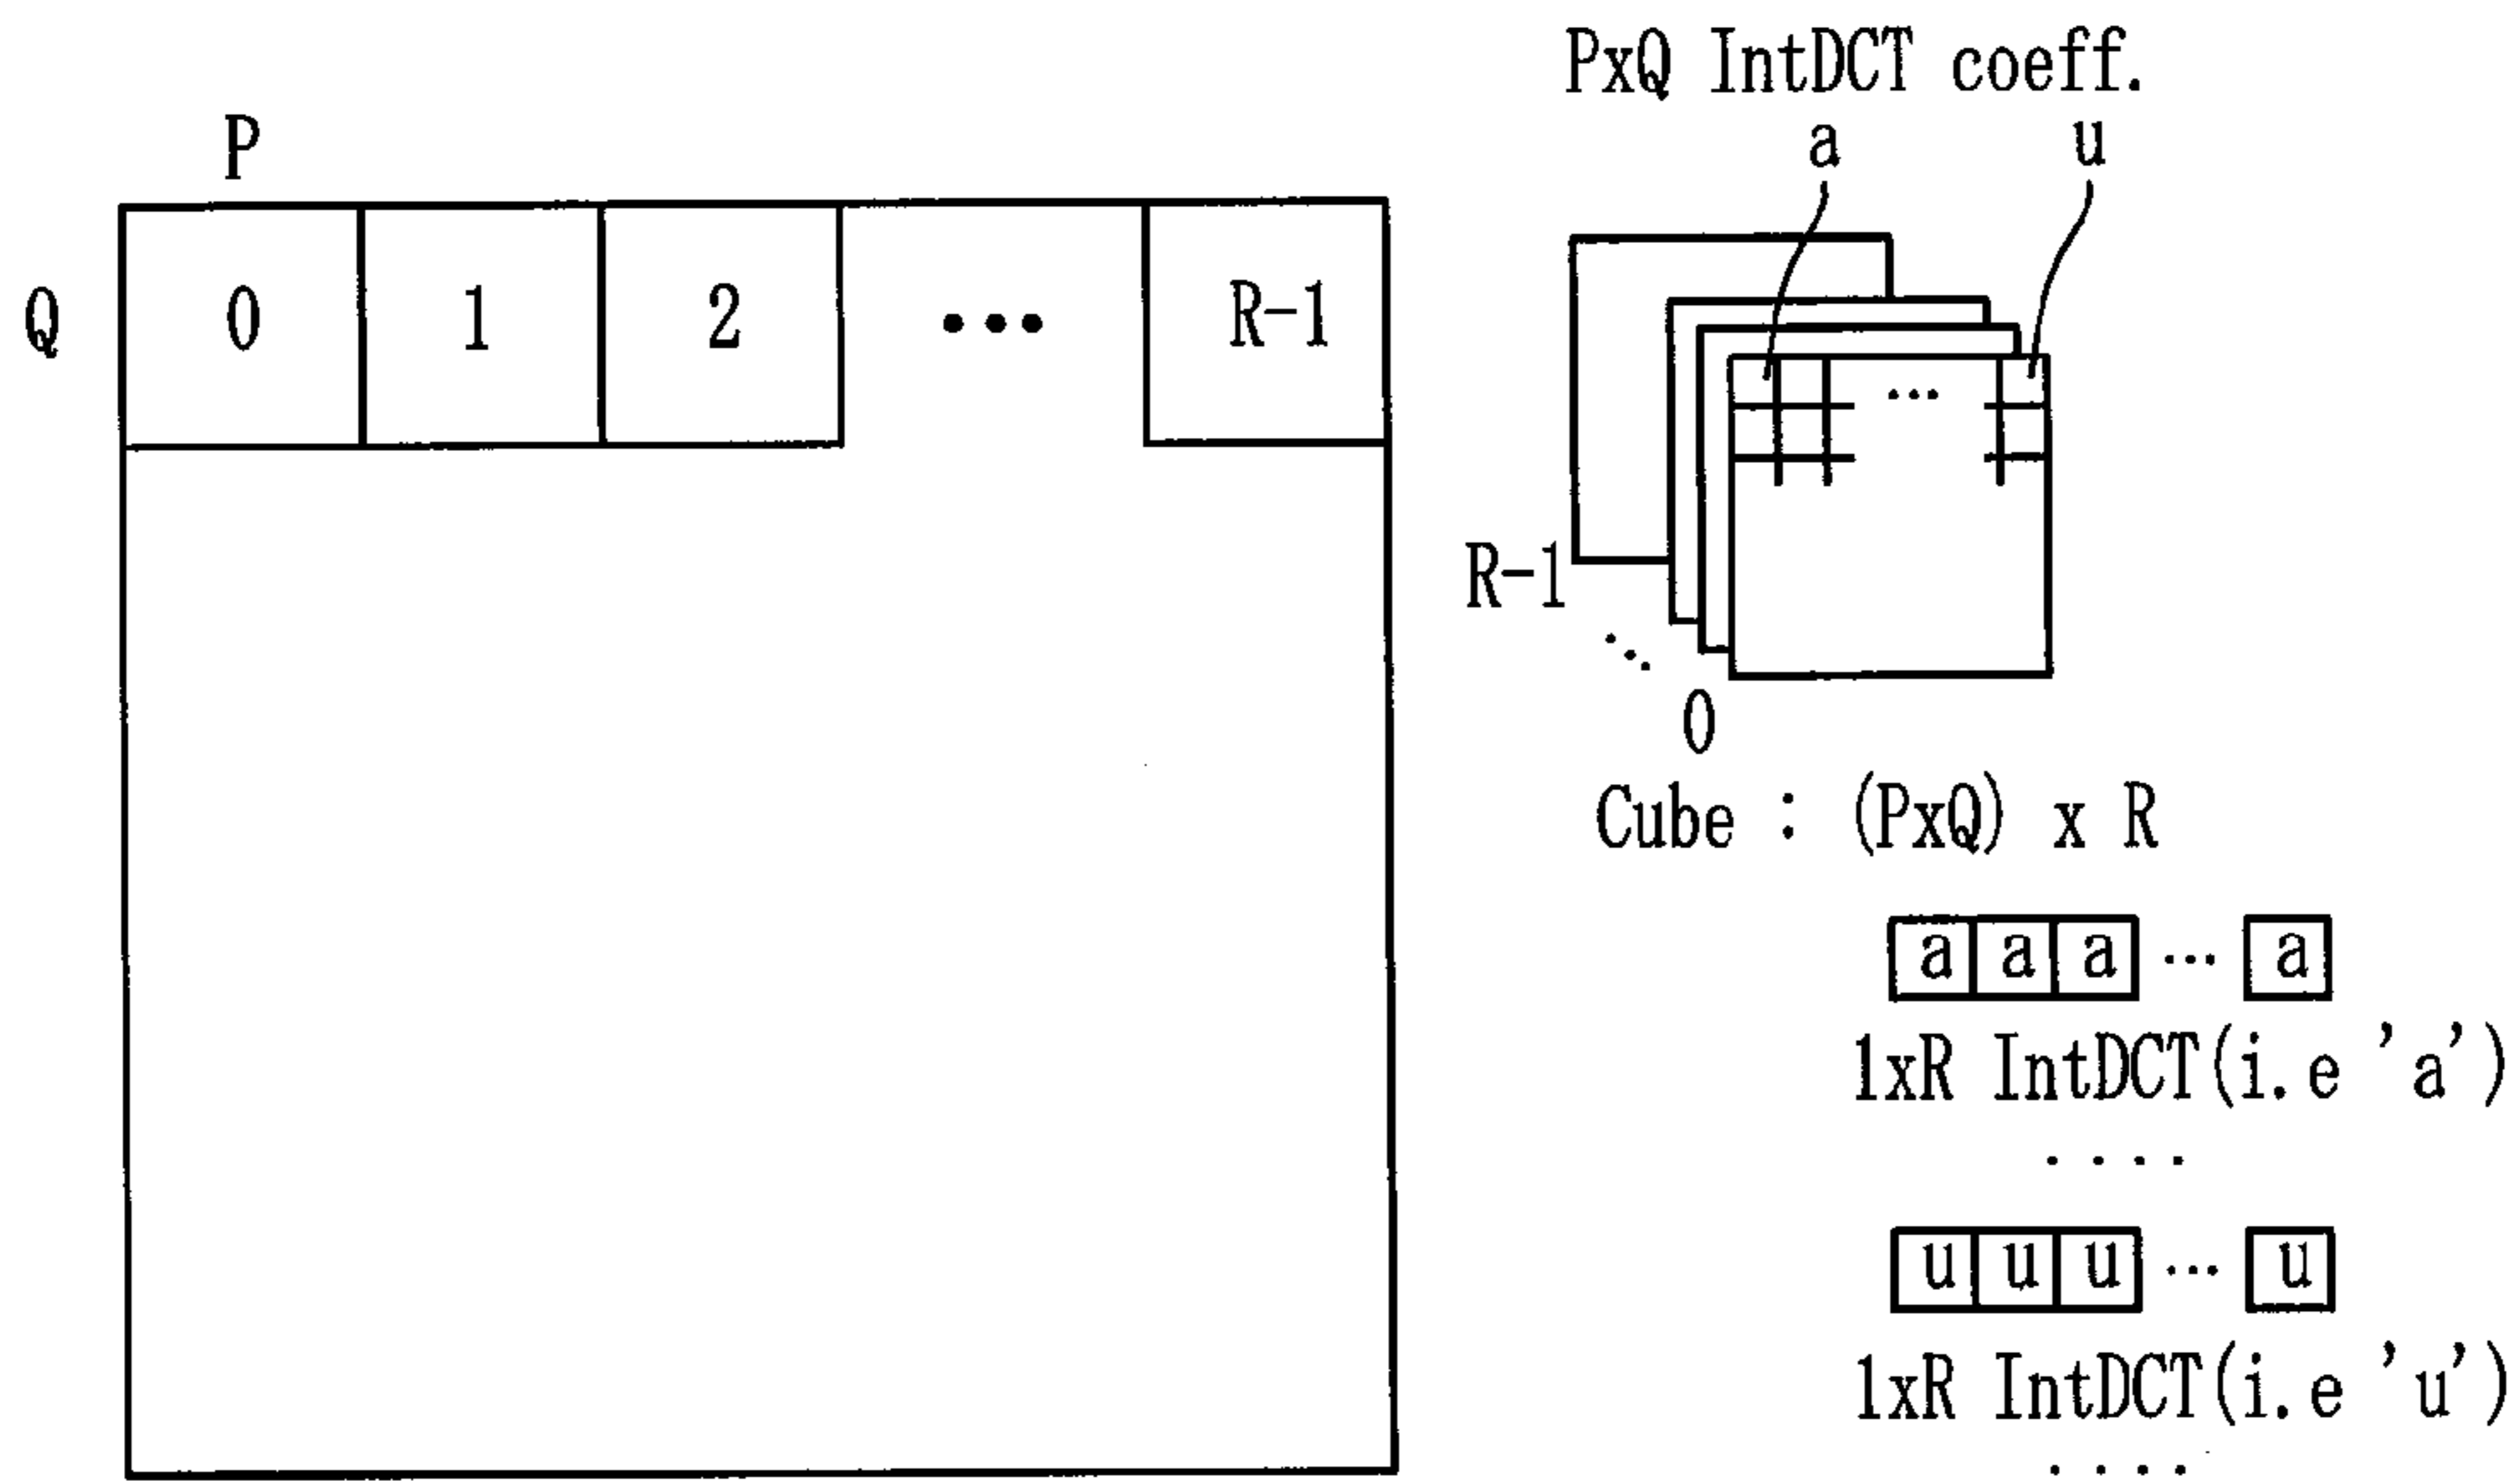 P
Q
0 1 2 ... R-1
PxQ IntDCT coeff.
a u
...
R-1
...
0
Cube : (PxQ) x R
a a a ... a
1xR IntDCT(i.e 'a')
....
u u u ... u
1xR IntDCT(i.e 'u')
....